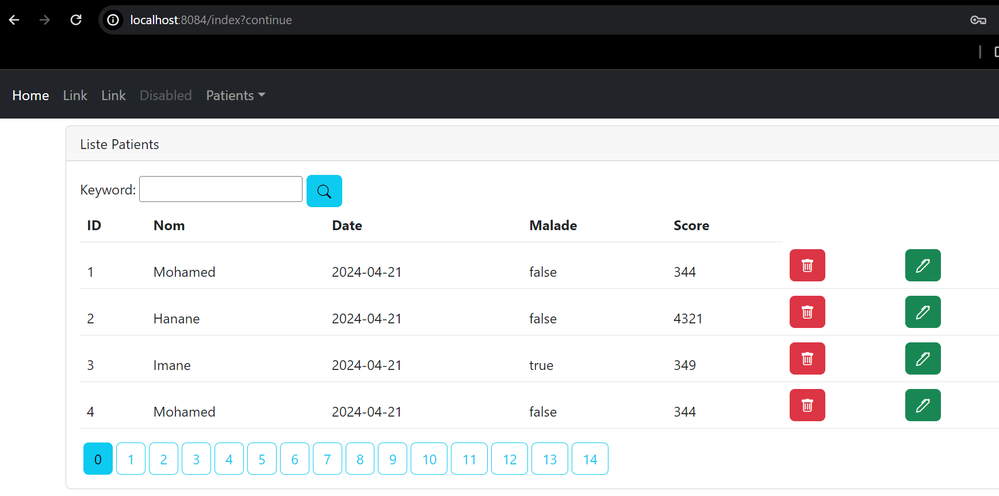 localhost:8084/index?continue
Home Link Link Disabled Patients
Liste Patients
Keyword:
ID Nom Date Malade Score
1 Mohamed 2024-04-21 false 344
2 Hanane 2024-04-21 false 4321
3 Imane 2024-04-21 true 349
4 Mohamed 2024-04-21 false 344
0 1 2 3 4 5 6 7 8 9 10 11 12 13 14